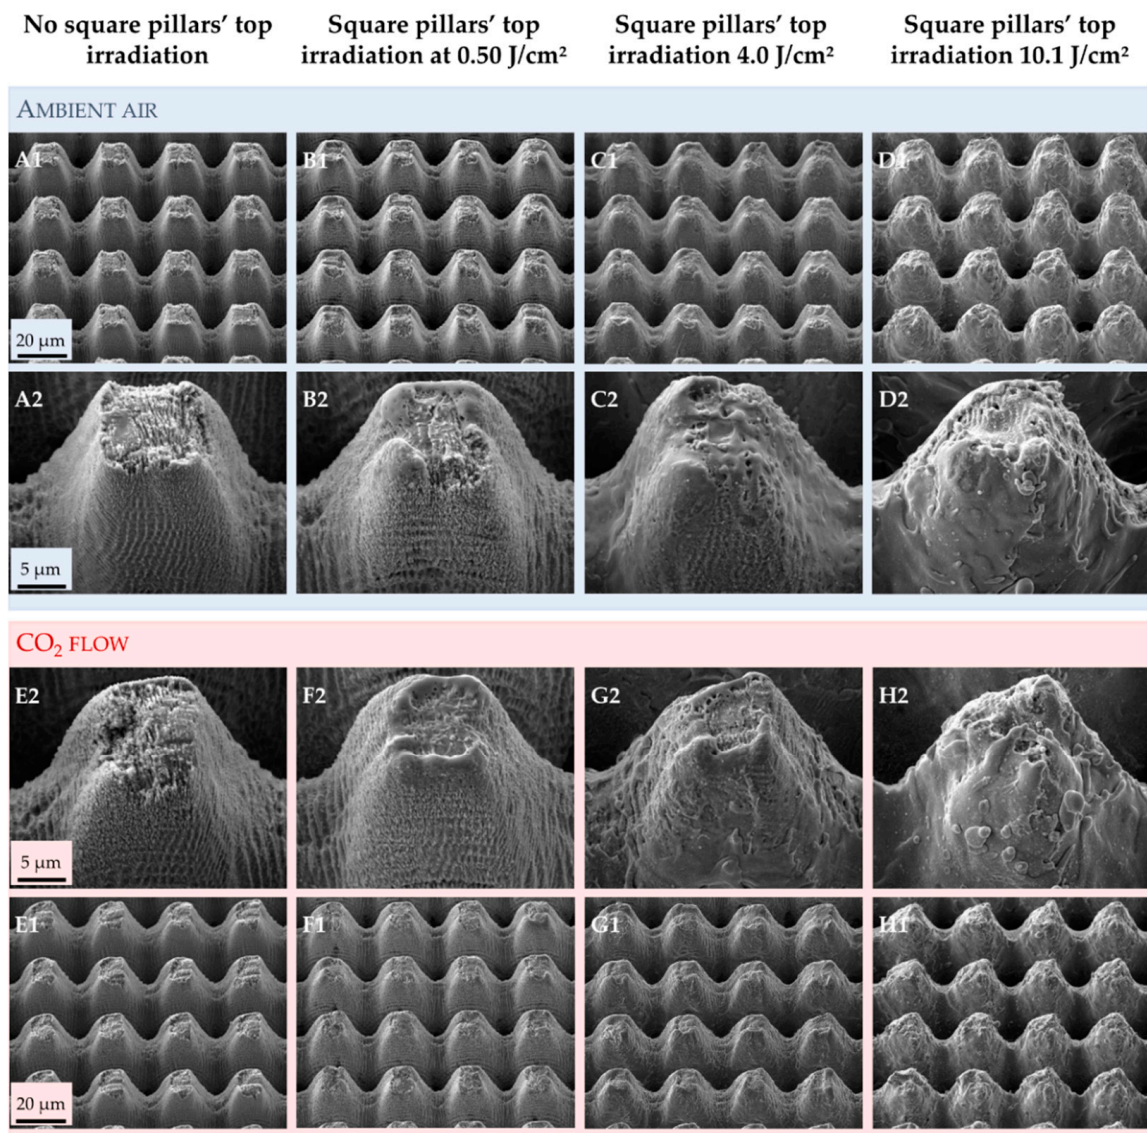 No square pillars’ top
irradiation
Square pillars’ top
irradiation at 0.50 J/cm²
Square pillars’ top
irradiation 4.0 J/cm²
Square pillars’ top
irradiation 10.1 J/cm²
AMBIENT AIR
A1
B1
C1
D1
20 µm
A2
B2
C2
D2
5 µm
CO₂ FLOW
E2
F2
G2
H2
5 µm
E1
F1
G1
H1
20 µm